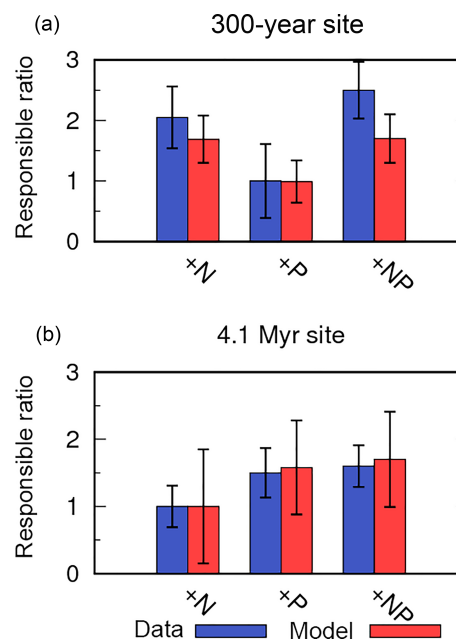 (a) 300-year site
Responsible ratio
3
2
1
0
+N +P +NP
(b) 4.1 Myr site
Responsible ratio
3
2
1
0
+N +P +NP
Data Model